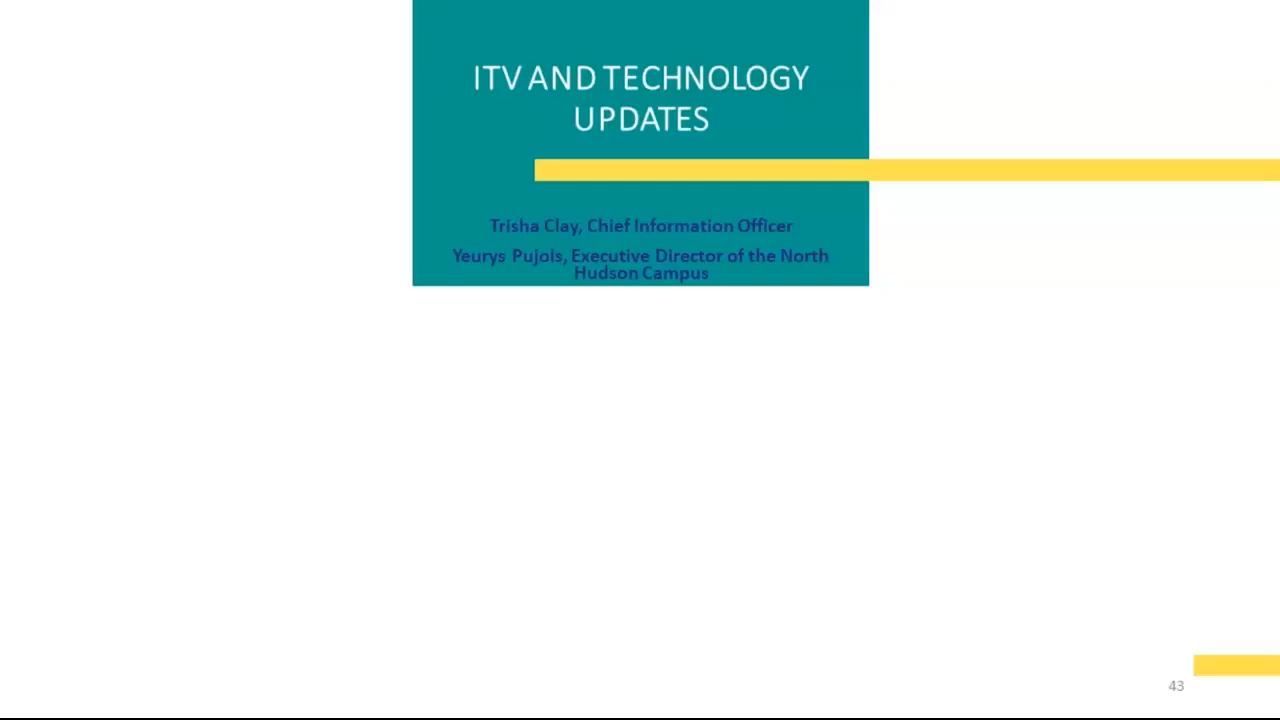 ITV AND TECHNOLOGY
UPDATES
Trisha Clay, Chief Information Officer
Yeurys Pujols, Executive Director of the North
Hudson Campus
43